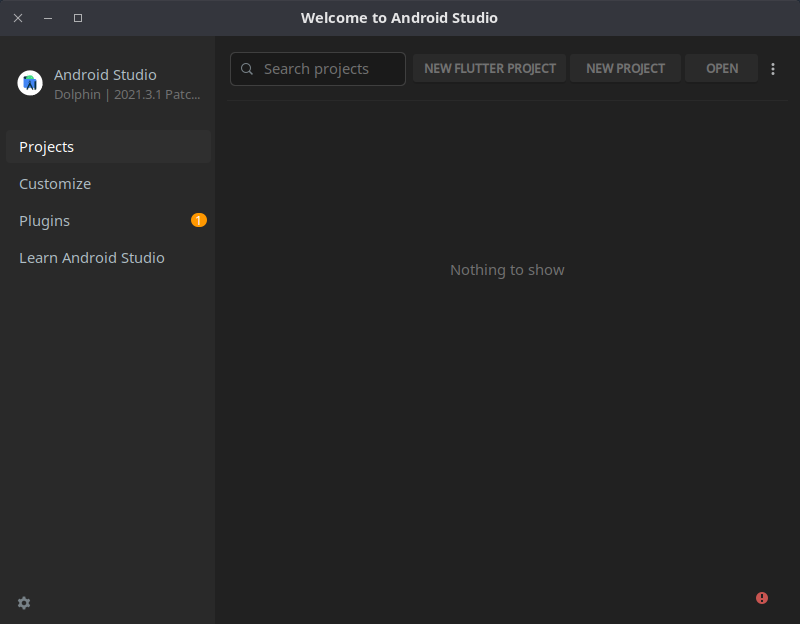 Welcome to Android Studio
Android Studio
Dolphin | 2021.3.1 Patc...
Projects
Customize
Plugins
1
Learn Android Studio
Search projects
NEW FLUTTER PROJECT
NEW PROJECT
OPEN
Nothing to show